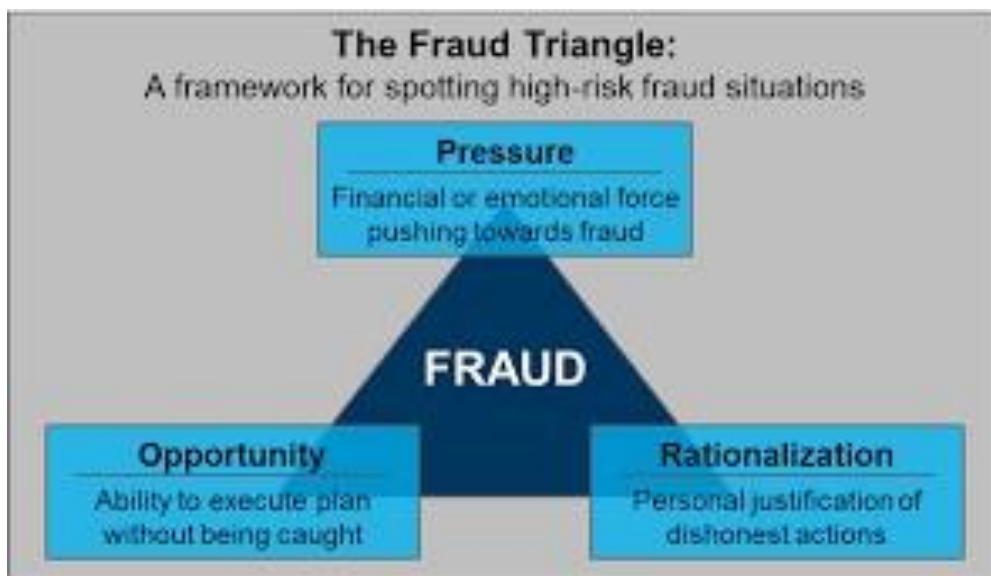 The Fraud Triangle:
A framework for spotting high-risk fraud situations
Pressure
Financial or emotional force
pushing towards fraud
FRAUD
Opportunity
Ability to execute plan
without being caught
Rationalization
Personal justification of
dishonest actions